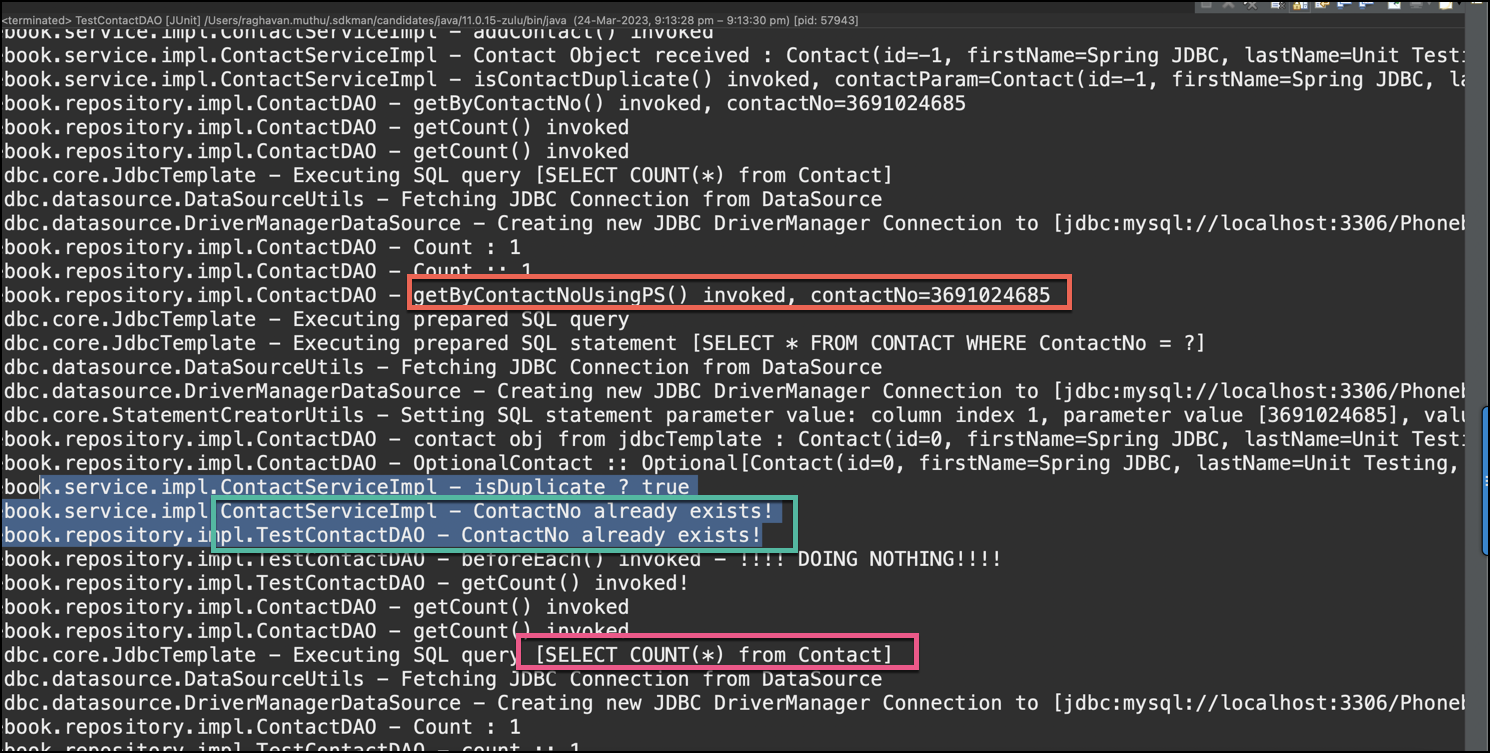 <terminated> TestContactDAO [JUnit] /Users/raghavan.muthu/.sdkman/candidates/java/11.0.15-zulu/bin/java (24-Mar-2023, 9:13:28 pm – 9:13:30 pm) [pid: 57943]
book.service.impl.ContactServiceImpl - addContact() invoked
book.service.impl.ContactServiceImpl - Contact Object received : Contact(id=-1, firstName=Spring JDBC, lastName=Unit Testi
book.service.impl.ContactServiceImpl - isContactDuplicate() invoked, contactParam=Contact(id=-1, firstName=Spring JDBC, la
book.repository.impl.ContactDAO - getByContactNo() invoked, contactNo=3691024685
book.repository.impl.ContactDAO - getCount() invoked
book.repository.impl.ContactDAO - getCount() invoked
dbc.core.JdbcTemplate - Executing SQL query [SELECT COUNT(*) from Contact]
dbc.datasource.DataSourceUtils - Fetching JDBC Connection from DataSource
dbc.datasource.DriverManagerDataSource - Creating new JDBC DriverManager Connection to [jdbc:mysql://localhost:3306/Phoneb
book.repository.impl.ContactDAO - Count : 1
book.repository.impl.ContactDAO - Count :: 1
book.repository.impl.ContactDAO - getByContactNoUsingPS() invoked, contactNo=3691024685
dbc.core.JdbcTemplate - Executing prepared SQL query
dbc.core.JdbcTemplate - Executing prepared SQL statement [SELECT * FROM CONTACT WHERE ContactNo = ?]
dbc.datasource.DataSourceUtils - Fetching JDBC Connection from DataSource
dbc.datasource.DriverManagerDataSource - Creating new JDBC DriverManager Connection to [jdbc:mysql://localhost:3306/Phoneb
dbc.core.StatementCreatorUtils - Setting SQL statement parameter value: column index 1, parameter value [3691024685], valu
book.repository.impl.ContactDAO - contact obj from jdbcTemplate : Contact(id=0, firstName=Spring JDBC, lastName=Unit Testi
book.repository.impl.ContactDAO - OptionalContact :: Optional[Contact(id=0, firstName=Spring JDBC, lastName=Unit Testing,
book.service.impl.ContactServiceImpl - isDuplicate ? true
book.service.impl.ContactServiceImpl - ContactNo already exists!
book.repository.impl.TestContactDAO - ContactNo already exists!
book.repository.impl.TestContactDAO - beforeEach() invoked - !!!! DOING NOTHING!!!!
book.repository.impl.TestContactDAO - getCount() invoked!
book.repository.impl.ContactDAO - getCount() invoked
book.repository.impl.ContactDAO - getCount() invoked
dbc.core.JdbcTemplate - Executing SQL query [SELECT COUNT(*) from Contact]
dbc.datasource.DataSourceUtils - Fetching JDBC Connection from DataSource
dbc.datasource.DriverManagerDataSource - Creating new JDBC DriverManager Connection to [jdbc:mysql://localhost:3306/Phoneb
book.repository.impl.ContactDAO - Count : 1
book.repository.impl.TestContactDAO - count :: 1